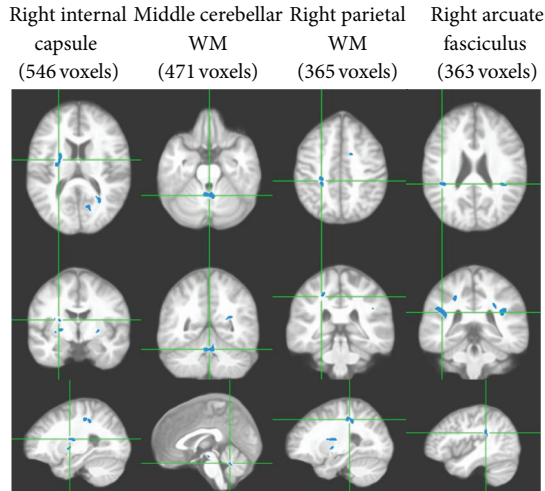 Right internal
capsule
(546 voxels)
Middle cerebellar
WM
(471 voxels)
Right parietal
WM
(365 voxels)
Right arcuate
fasciculus
(363 voxels)